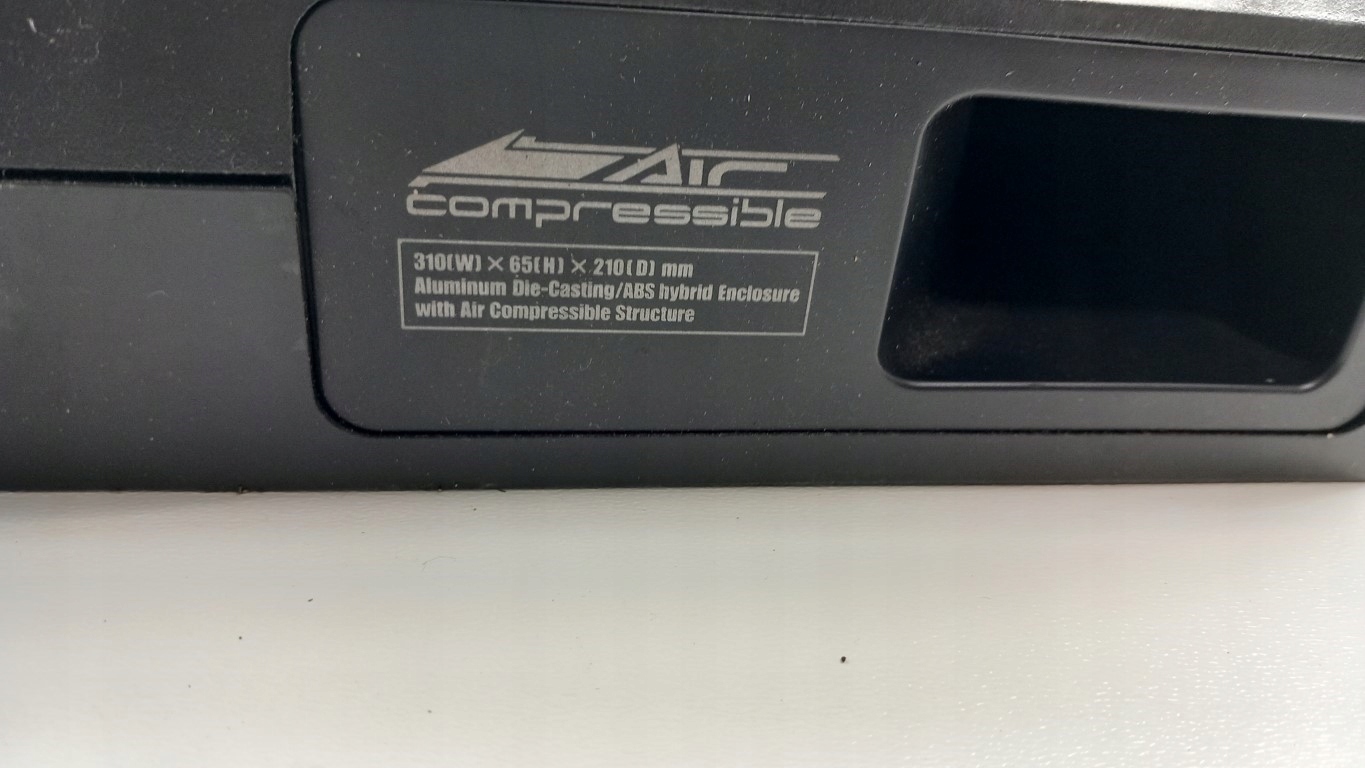 Air
compressible
310(W) × 65(H) × 210(D) mm
Aluminum Die-Casting/ABS hybrid Enclosure
with Air Compressible Structure